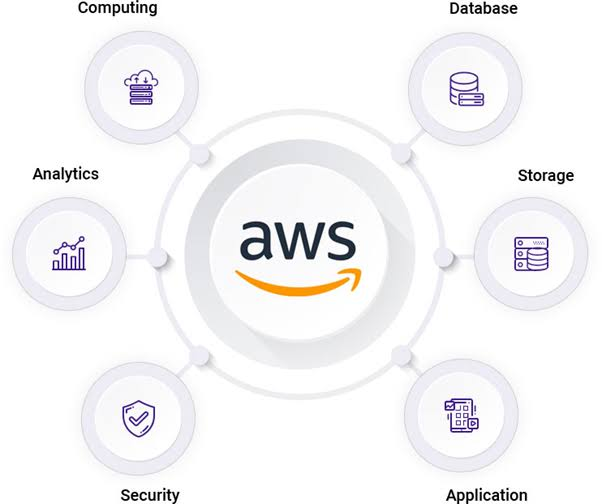 Computing
Database
Analytics
Storage
aws
Security
Application